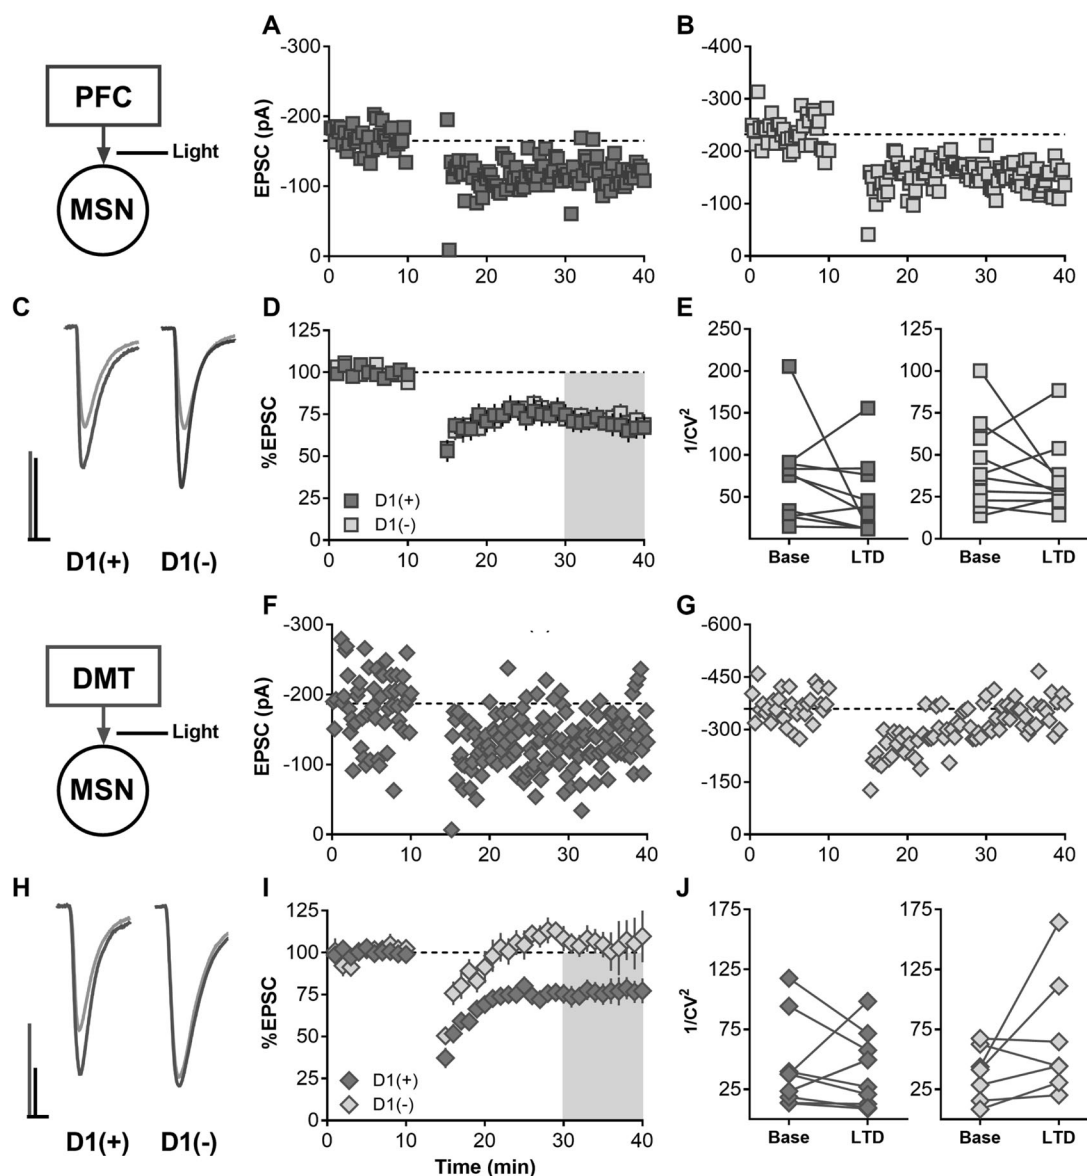 A
B
-300
-200
-100
0
EPSC (pA)
0
10
20
30
40
-400
-300
-200
-100
0
0
10
20
30
40
PFC
Light
MSN
C
D1(+)
D1(-)
D
125
100
75
50
25
0
%EPSC
D1(+)
D1(-)
0
10
20
30
40
E
250
200
150
100
50
1/CV²
Base
LTD
125
100
75
50
25
0
Base
LTD
DMT
Light
MSN
F
-300
-200
-100
0
EPSC (pA)
0
10
20
30
40
G
-600
-450
-300
-150
0
0
10
20
30
40
H
D1(+)
D1(-)
I
125
100
75
50
25
0
%EPSC
D1(+)
D1(-)
0
10
20
30
40
Time (min)
J
175
125
75
25
1/CV²
Base
LTD
175
125
75
25
Base
LTD